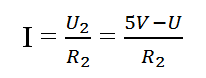 I = U₂/R₂ = (5V − U)/R₂